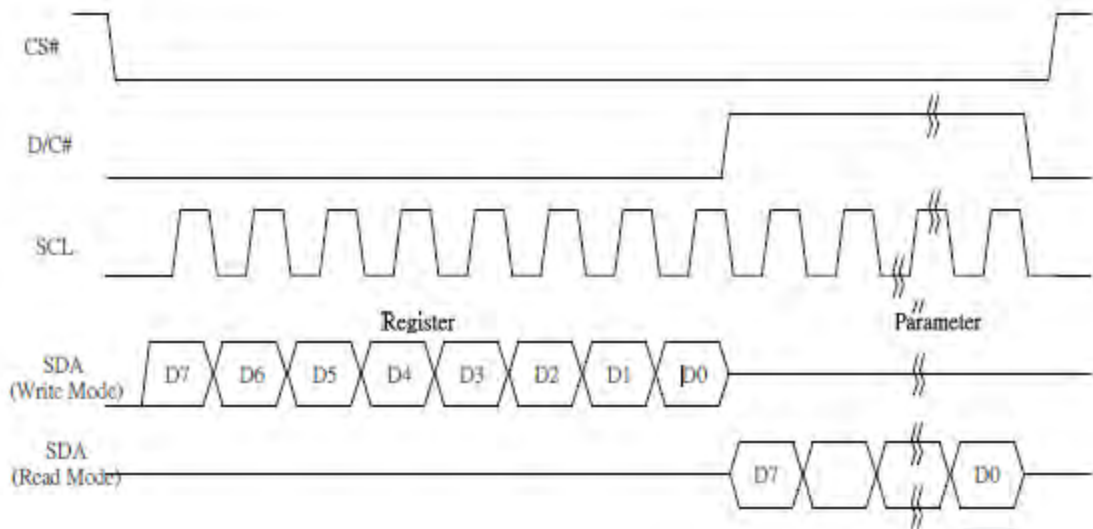 CS#
D/C#
SCL
Register Parameter
SDA
(Write Mode)
D7 D6 D5 D4 D3 D2 D1 D0
SDA
(Read Mode)
D7 D0